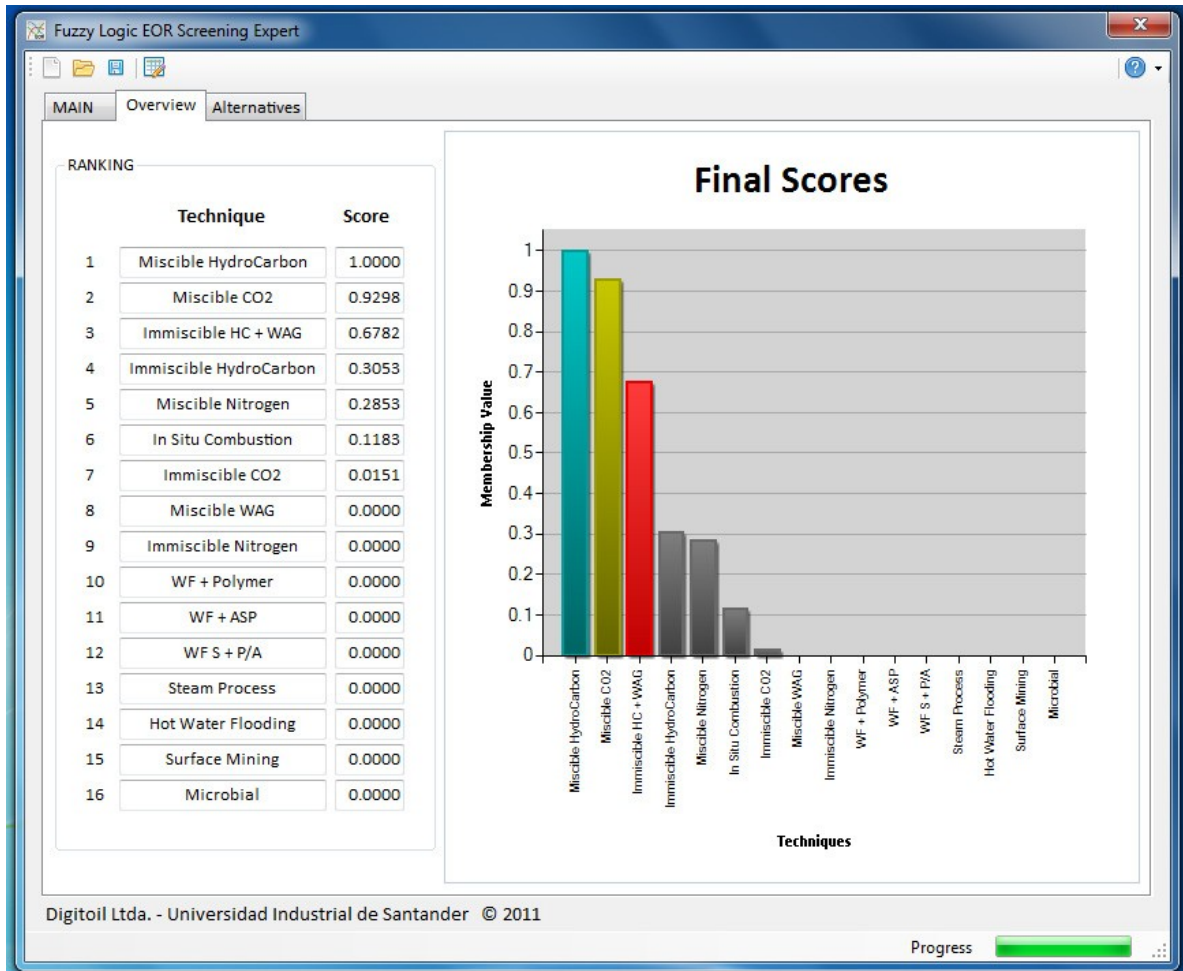 Fuzzy Logic EOR Screening Expert
MAIN
Overview
Alternatives
RANKING
Technique Score
1 Miscible HydroCarbon 1.0000
2 Miscible CO2 0.9298
3 Immiscible HC + WAG 0.6782
4 Immiscible HydroCarbon 0.3053
5 Miscible Nitrogen 0.2853
6 In Situ Combustion 0.1183
7 Immiscible CO2 0.0151
8 Miscible WAG 0.0000
9 Immiscible Nitrogen 0.0000
10 WF + Polymer 0.0000
11 WF + ASP 0.0000
12 WF S + P/A 0.0000
13 Steam Process 0.0000
14 Hot Water Flooding 0.0000
15 Surface Mining 0.0000
16 Microbial 0.0000
Final Scores
Membership Value
1
0.9
0.8
0.7
0.6
0.5
0.4
0.3
0.2
0.1
0
Miscible HydroCarbon
Miscible CO2
Immiscible HC + WAG
Immiscible HydroCarbon
Miscible Nitrogen
In Situ Combustion
Immiscible CO2
Miscible WAG
Immiscible Nitrogen
WF + Polymer
WF + ASP
WF S + P/A
Steam Process
Hot Water Flooding
Surface Mining
Microbial
Techniques
Digitoil Ltda. - Universidad Industrial de Santander © 2011
Progress